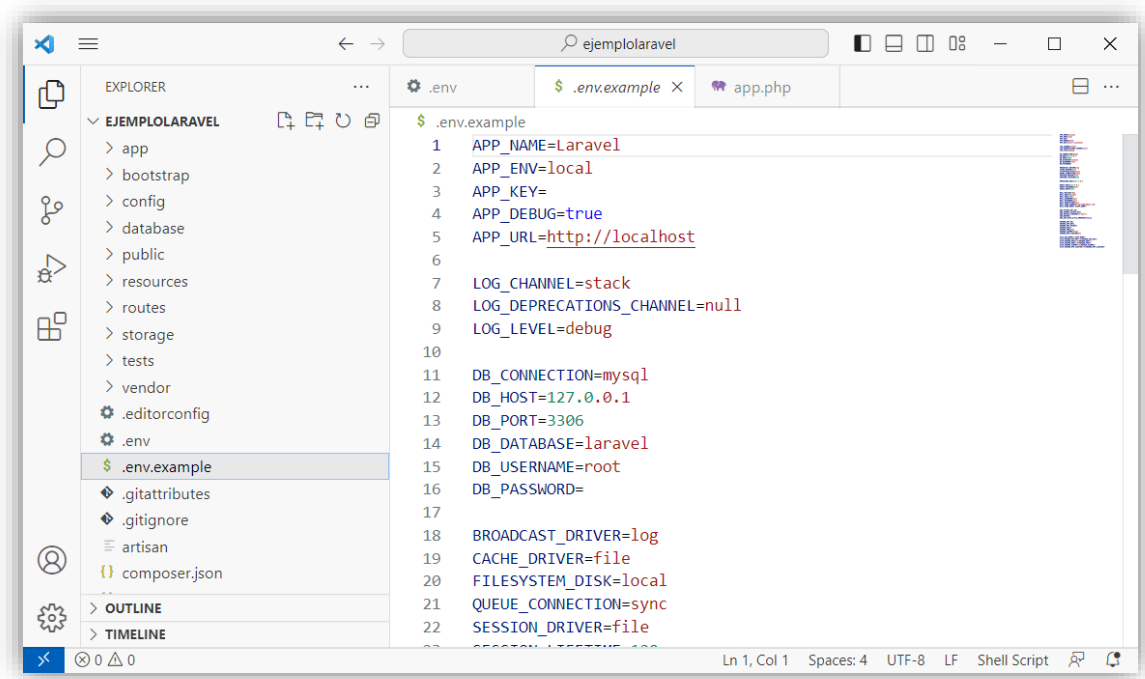 ejemplolaravel
EXPLORER
EJEMPLOLARAVEL
app
bootstrap
config
database
public
resources
routes
storage
tests
vendor
.editorconfig
.env
.env.example
.gitattributes
.gitignore
artisan
composer.json
OUTLINE
TIMELINE
.env
.env.example
app.php
.env.example
1 APP_NAME=Laravel
2 APP_ENV=local
3 APP_KEY=
4 APP_DEBUG=true
5 APP_URL=http://localhost
6
7 LOG_CHANNEL=stack
8 LOG_DEPRECATIONS_CHANNEL=null
9 LOG_LEVEL=debug
10
11 DB_CONNECTION=mysql
12 DB_HOST=127.0.0.1
13 DB_PORT=3306
14 DB_DATABASE=laravel
15 DB_USERNAME=root
16 DB_PASSWORD=
17
18 BROADCAST_DRIVER=log
19 CACHE_DRIVER=file
20 FILESYSTEM_DISK=local
21 QUEUE_CONNECTION=sync
22 SESSION_DRIVER=file
0 0 Ln 1, Col 1 Spaces: 4 UTF-8 LF Shell Script